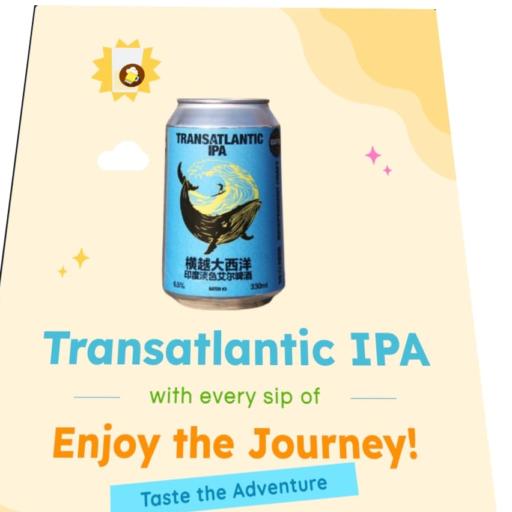 TRANSATLANTIC
IPA
横越大西洋
印度淡色艾尔啤酒
6.5%
330ml
Transatlantic IPA
with every sip of
Enjoy the Journey!
Taste the Adventure